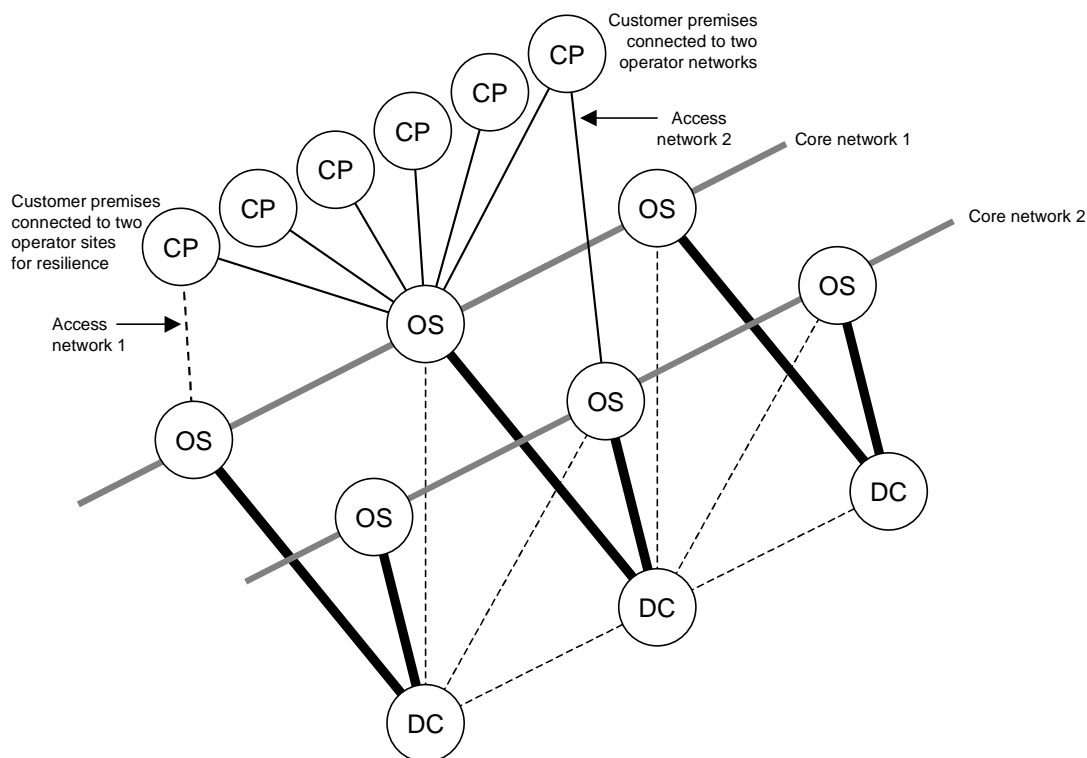 Customer premises
connected to two
operator networks
CP
CP
CP
CP
CP
CP
Access
network 2
Core network 1
Customer premises
connected to two
operator sites
for resilience
Core network 2
OS
OS
OS
Access
network 1
OS
OS
OS
DC
DC
DC